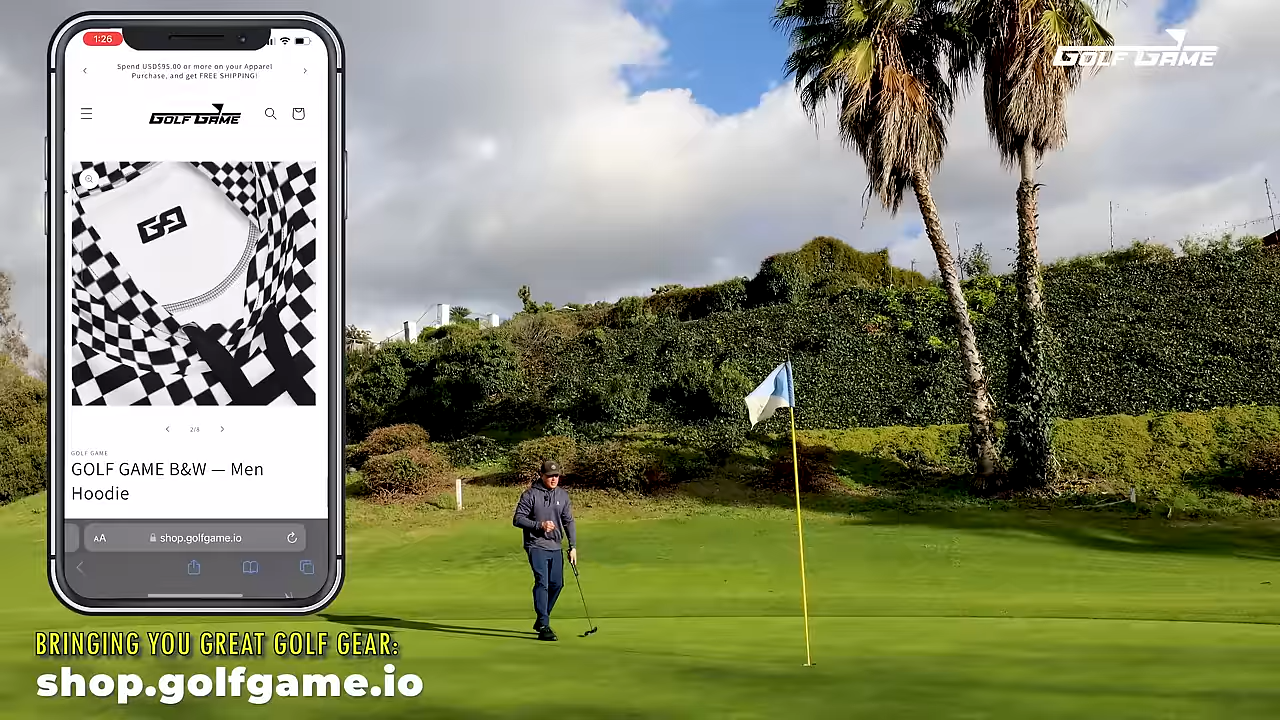 1:26
Spend USD$95.00 or more on your Apparel
Purchase, and get FREE SHIPPING!
GOLF GAME
GOLF GAME
GG
2/8
GOLF GAME
GOLF GAME B&W — Men
Hoodie
AA shop.golfgame.io
BRINGING YOU GREAT GOLF GEAR:
shop.golfgame.io